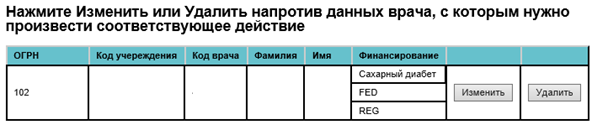 Нажмите Изменить или Удалить напротив данных врача, с которым нужно
произвести соответствующее действие
ОГРН Код учереждения Код врача Фамилия Имя Финансирование
Сахарный диабет
102 FED Изменить Удалить
REG